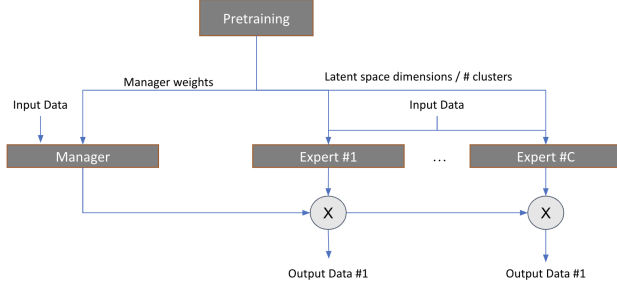 Pretraining
Manager weights
Latent space dimensions / # clusters
Input Data
Input Data
Manager
Expert #1
...
Expert #C
X
X
Output Data #1
Output Data #1